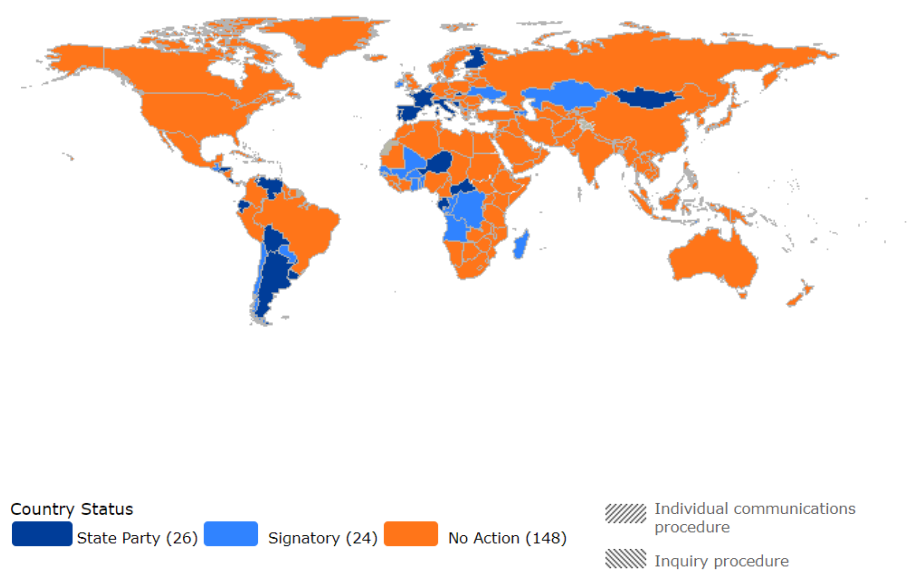 Country Status
State Party (26)
Signatory (24)
No Action (148)
Individual communications
procedure
Inquiry procedure